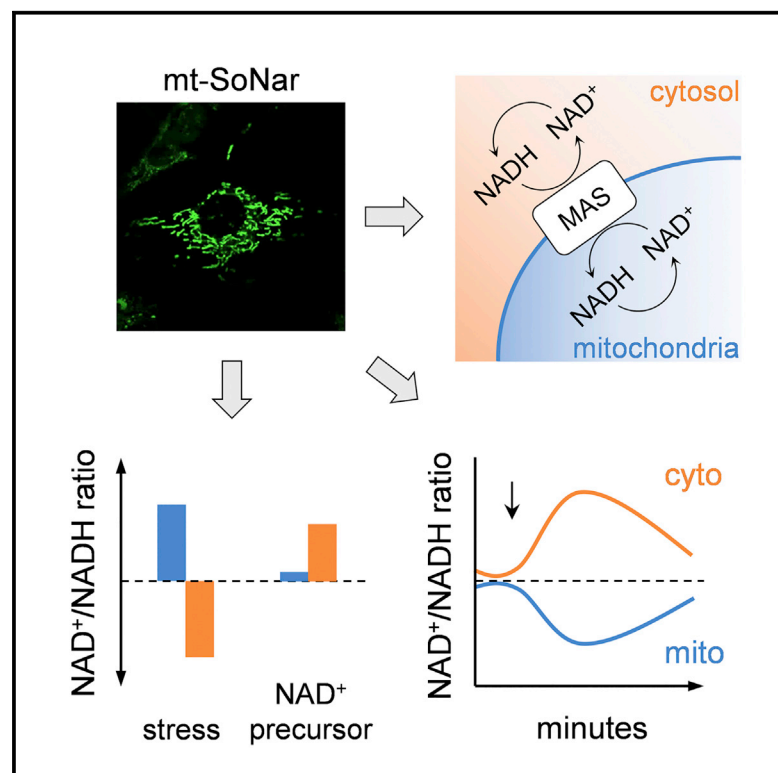 mt-SoNar
cytosol
NADH
NAD⁺
MAS
NADH
NAD⁺
mitochondria
NAD⁺/NADH ratio
stress
NAD⁺
precursor
NAD⁺/NADH ratio
cyto
mito
minutes